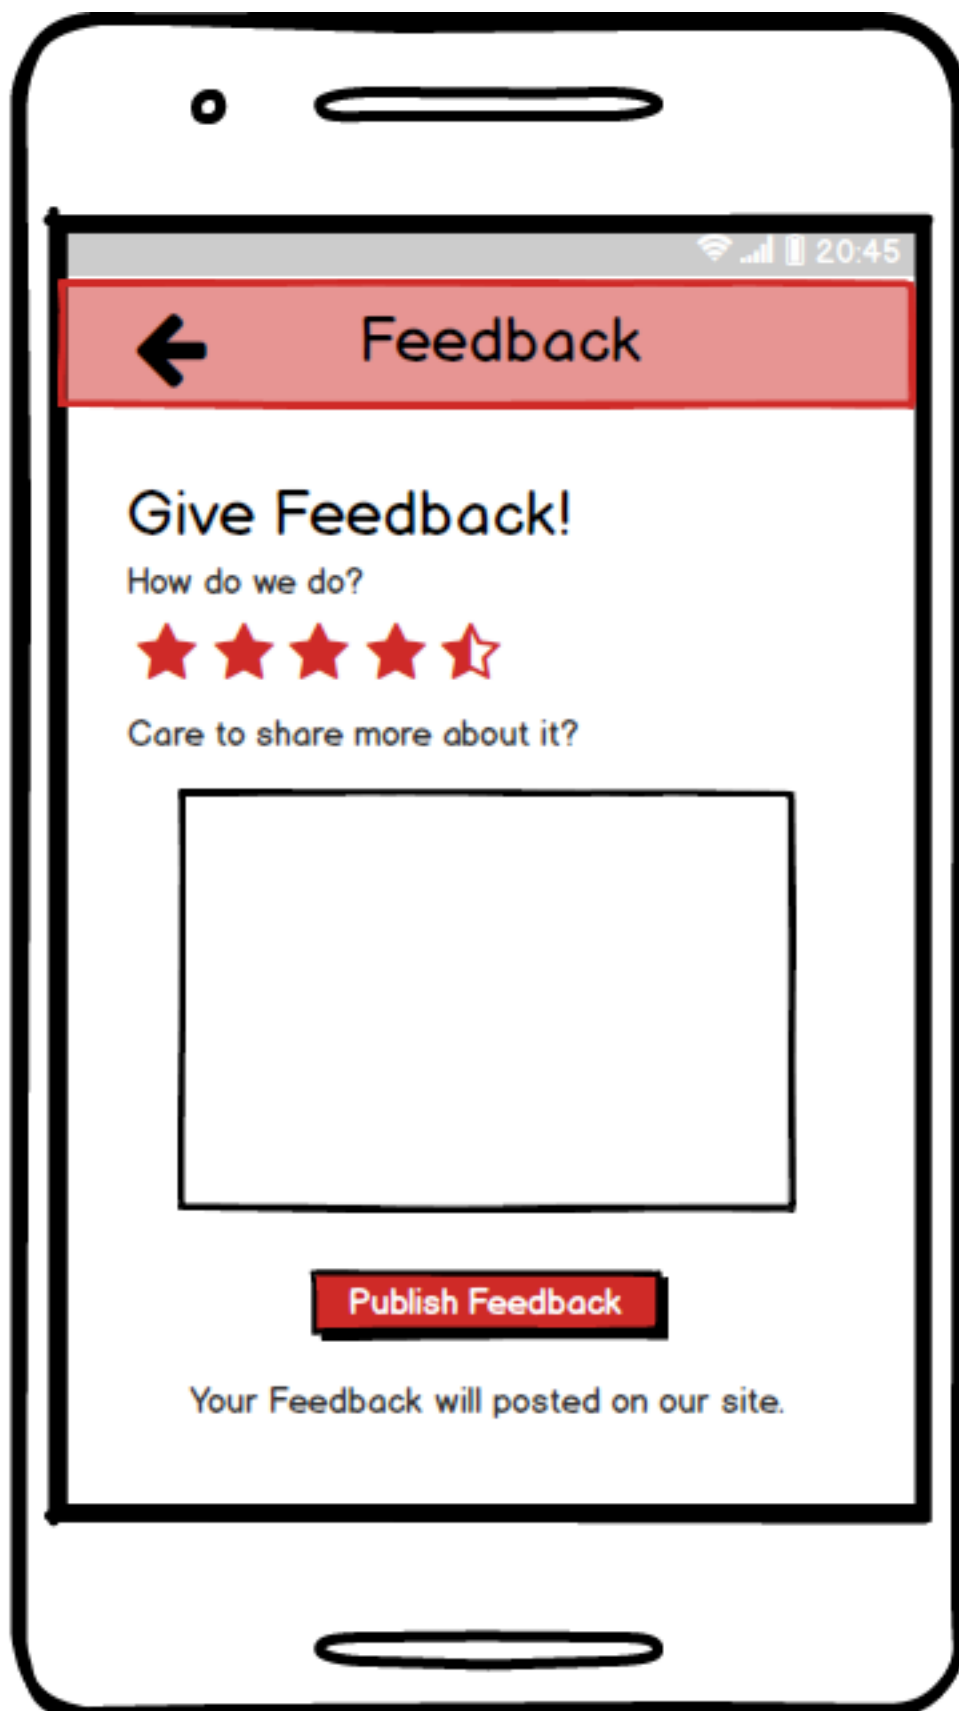 20:45
Feedback
Give Feedback!
How do we do?
Care to share more about it?
Publish Feedback
Your Feedback will posted on our site.